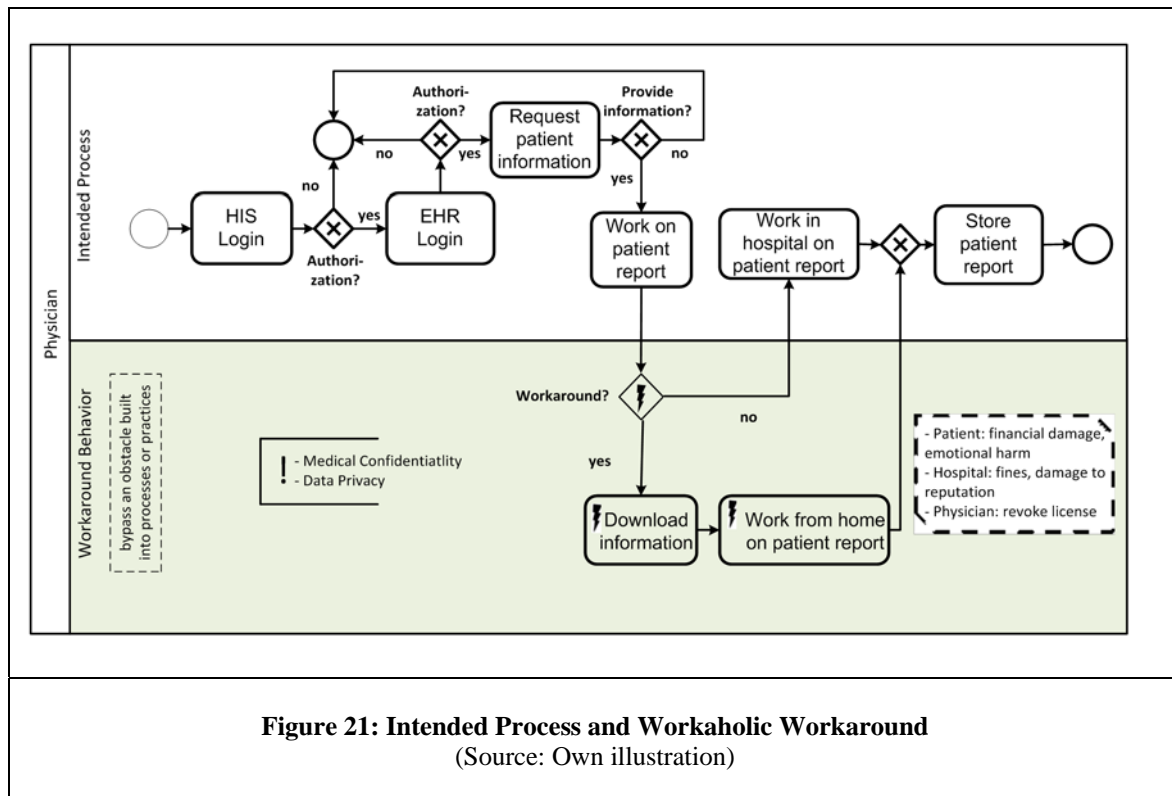 Physician
Intended Process
HIS
Login
no
Authori-
zation?
yes
EHR
Login
Authori-
zation?
no
yes
Request
patient
information
Provide
information?
no
yes
Work on
patient
report
Work in
hospital on
patient report
Store
patient
report
Workaround Behavior
bypass an obstacle built
into processes or practices
! - Medical Confidentiatlity
- Data Privacy
Workaround?
no
yes
Download
information
Work from home
on patient report
- Patient: financial damage,
emotional harm
- Hospital: fines, damage to
reputation
- Physician: revoke license
Figure 21: Intended Process and Workaholic Workaround
(Source: Own illustration)